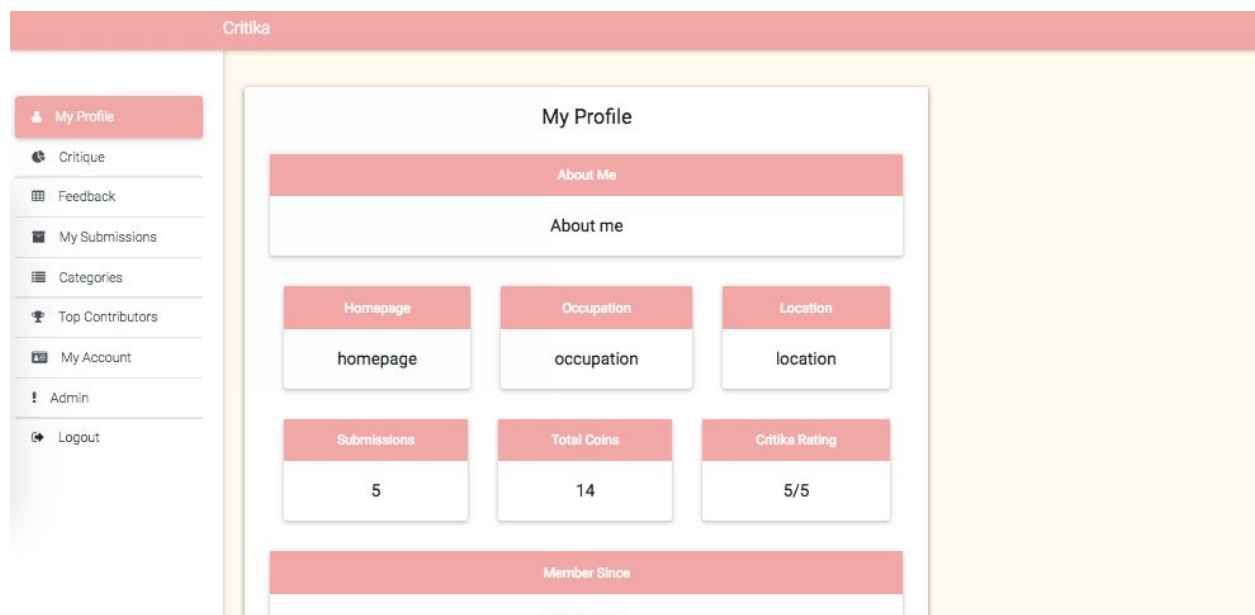 Critika
My Profile
Critique
Feedback
My Submissions
Categories
Top Contributors
My Account
Admin
Logout
My Profile
About Me
About me
Homepage Occupation Location
homepage occupation location
Submissions Total Coins Critika Rating
5 14 5/5
Member Since